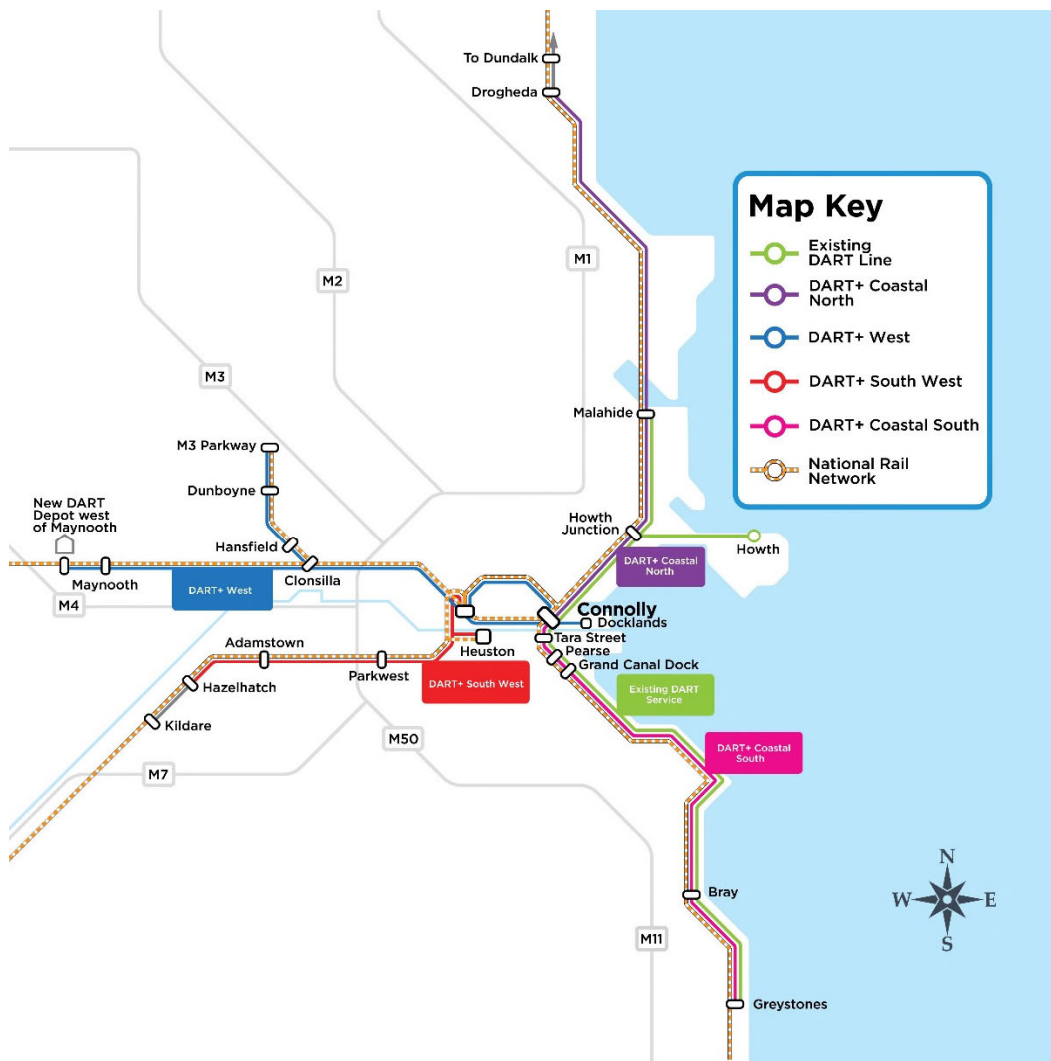 To Dundalk
Drogheda
Map Key
Existing
DART Line
DART+ Coastal
North
DART+ West
DART+ South West
DART+ Coastal South
National Rail
Network
M1
M2
M3
Malahide
M3 Parkway
Dunboyne
New DART
Depot west
of Maynooth
Hansfield
Howth
Junction
Howth
DART+ Coastal
North
Maynooth
Clonsilla
DART+ West
M4
Connolly
Docklands
Tara Street
Pearse
Grand Canal Dock
Heuston
Adamstown
Parkwest
DART+ South West
Hazelhatch
Existing DART
Service
Kildare
M50
DART+ Coastal
South
M7
Bray
N
W
E
S
M11
Greystones